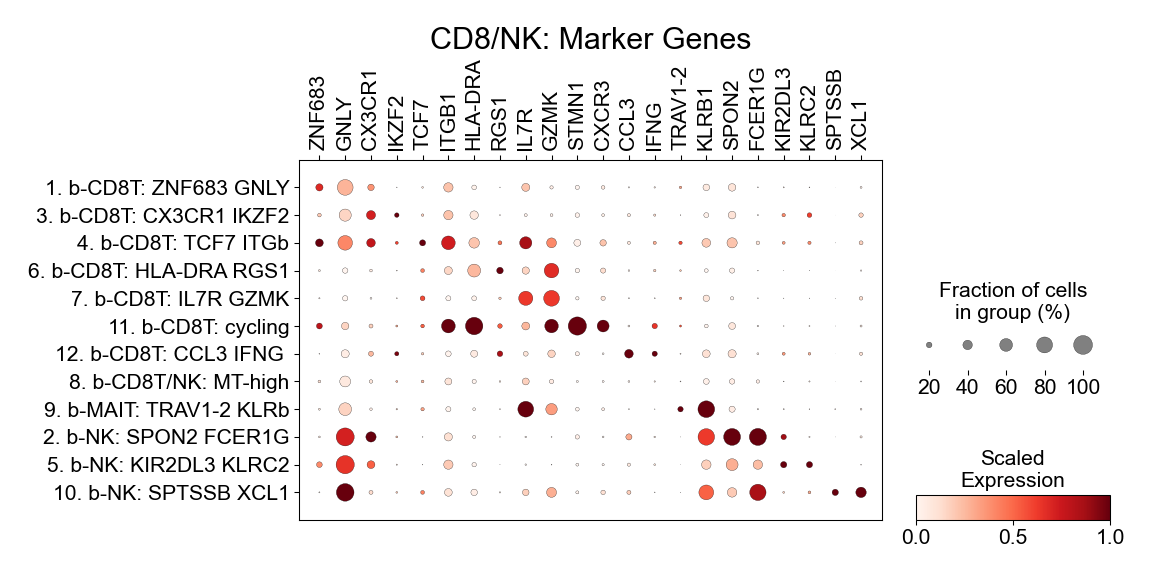 CD8/NK: Marker Genes
ZNF683
GNLY
CX3CR1
IKZF2
TCF7
ITGB1
HLA-DRA
RGS1
IL7R
GZMK
STMN1
CXCR3
CCL3
IFNG
TRAV1-2
KLRB1
SPON2
FCER1G
KIR2DL3
KLRC2
SPTSSB
XCL1
1. b-CD8T: ZNF683 GNLY
3. b-CD8T: CX3CR1 IKZF2
4. b-CD8T: TCF7 ITGb
6. b-CD8T: HLA-DRA RGS1
7. b-CD8T: IL7R GZMK
11. b-CD8T: cycling
12. b-CD8T: CCL3 IFNG
8. b-CD8T/NK: MT-high
9. b-MAIT: TRAV1-2 KLRb
2. b-NK: SPON2 FCER1G
5. b-NK: KIR2DL3 KLRC2
10. b-NK: SPTSSB XCL1
Fraction of cells
in group (%)
20 40 60 80 100
Scaled
Expression
0.0 0.5 1.0